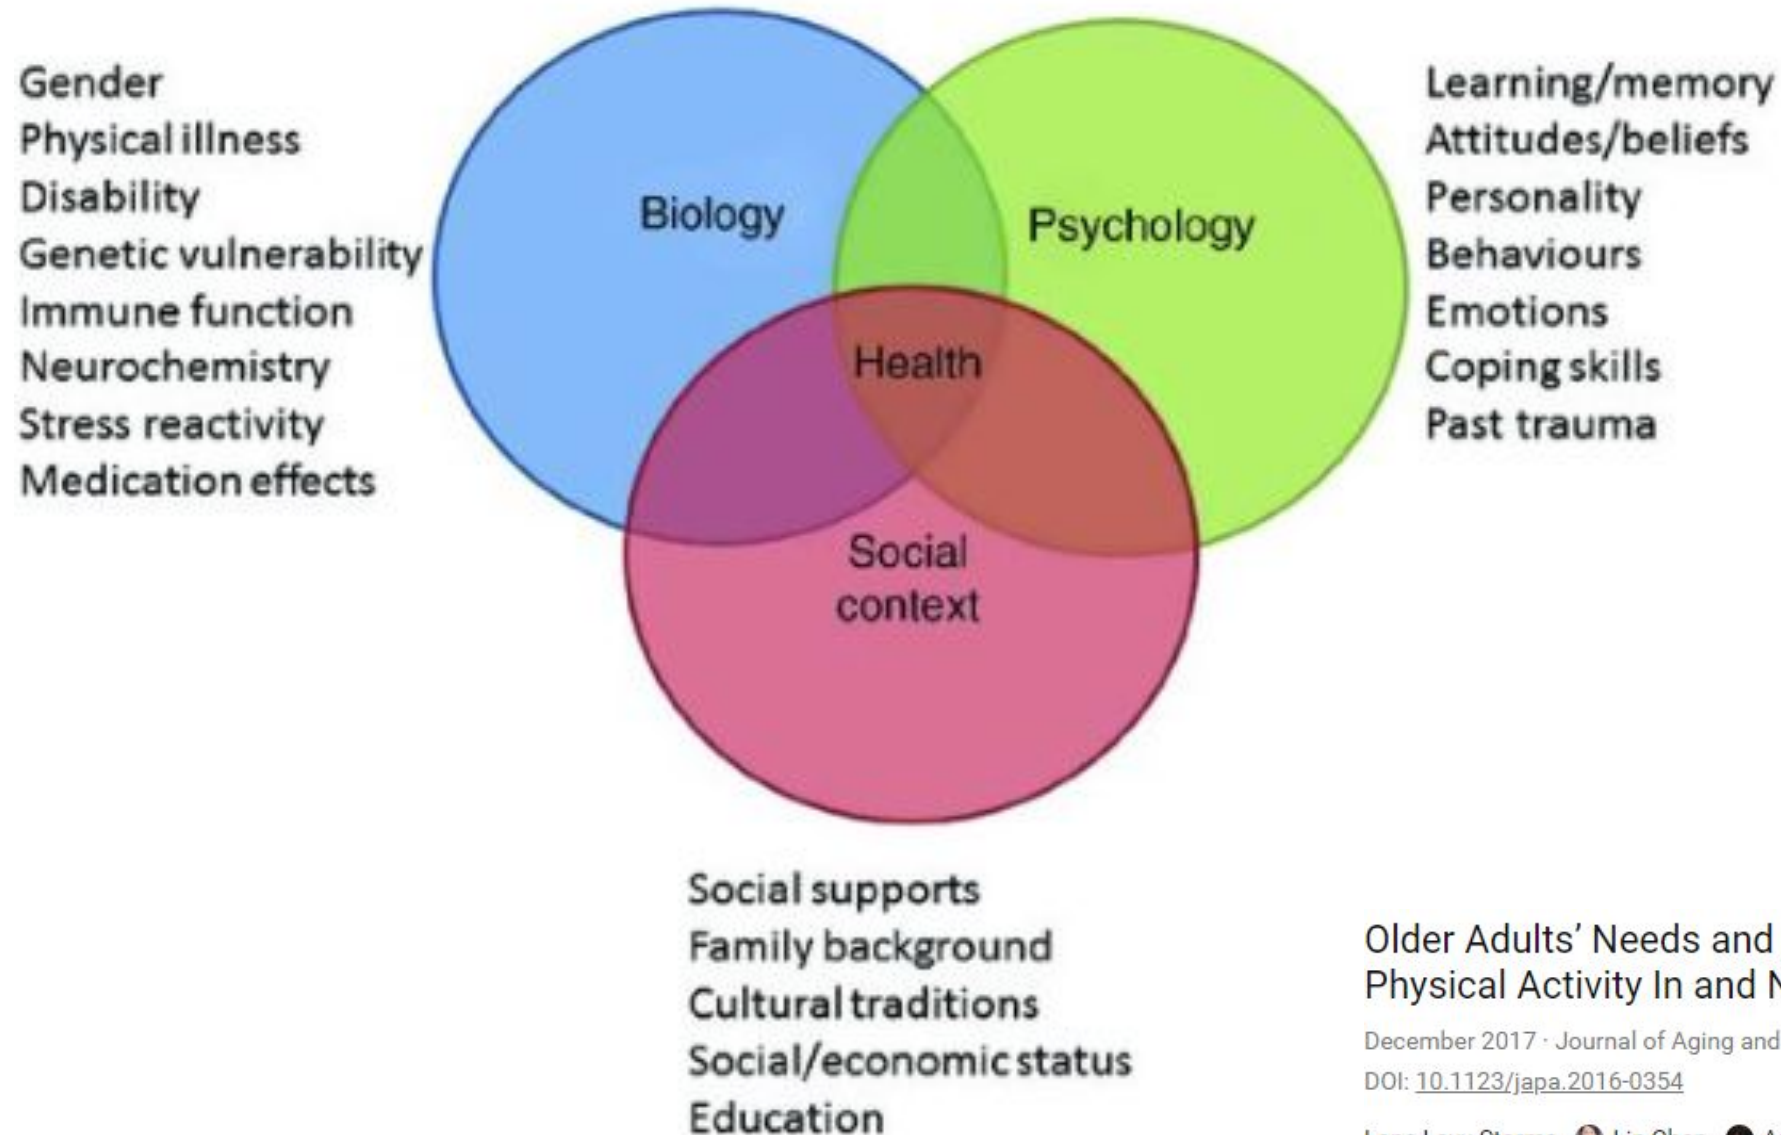 Gender
Physical illness
Disability
Genetic vulnerability
Immune function
Neurochemistry
Stress reactivity
Medication effects
Biology
Psychology
Health
Social
context
Learning/memory
Attitudes/beliefs
Personality
Behaviours
Emotions
Coping skills
Past trauma
Social supports
Family background
Cultural traditions
Social/economic status
Education
Older Adults’ Needs and
Physical Activity In and
December 2017 · Journal of Aging and
DOI: 10.1123/japa.2016-0354